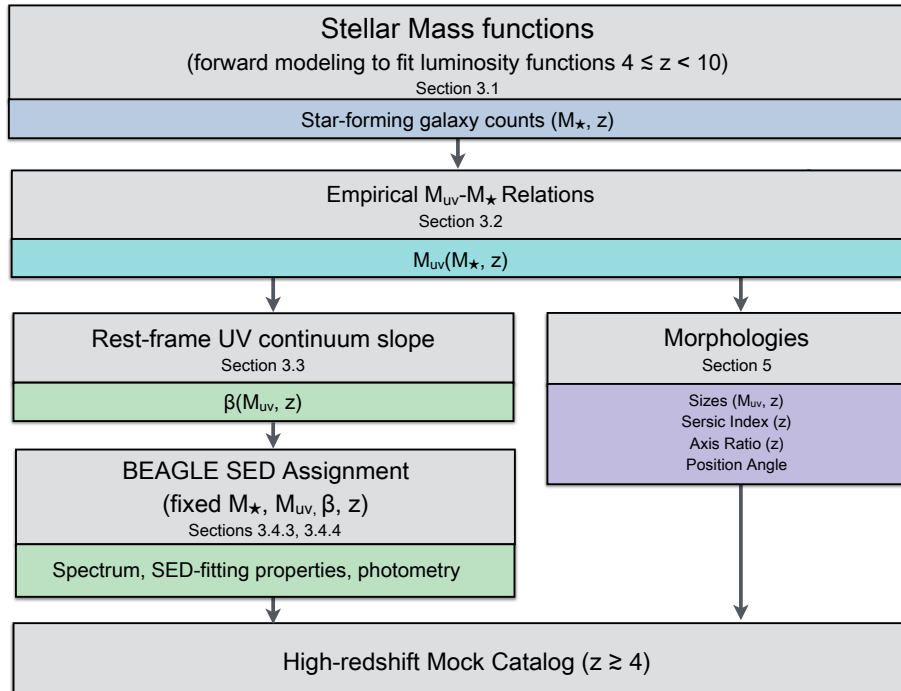 Stellar Mass functions
(forward modeling to fit luminosity functions 4 ≲ z < 10)
Section 3.1
Star-forming galaxy counts (M★, z)
Empirical Muv-M★ Relations
Section 3.2
Muv(M★, z)
Rest-frame UV continuum slope
Section 3.3
β(Muv, z)
BEAGLE SED Assignment
(fixed M★, Muv, β, z)
Sections 3.4.3, 3.4.4
Spectrum, SED-fitting properties, photometry
Morphologies
Section 5
Sizes (Muv, z)
Sersic Index (z)
Axis Ratio (z)
Position Angle
High-redshift Mock Catalog (z ≳ 4)